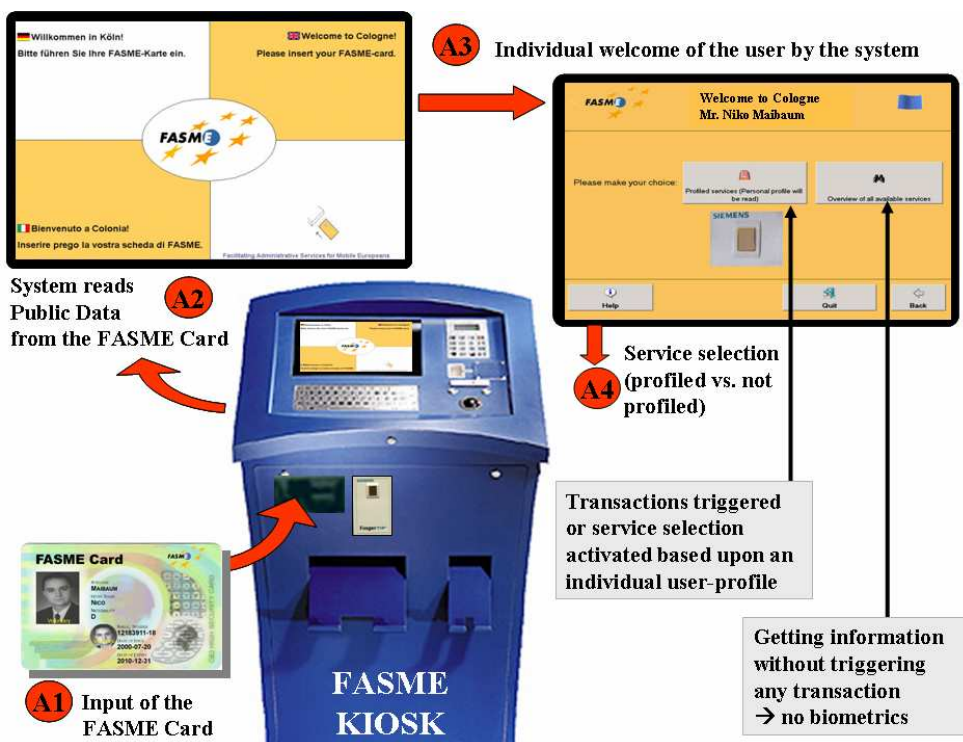 Willkommen in Köln!
Bitte führen Sie Ihre FASME-Karte ein.
Welcome to Cologne!
Please insert your FASME-card.
FASME
Bienvenuto a Colonia!
Inserire prego la vostra scheda di FASME.
Facilitating Administrative Services for Mobile Europeans
A3 Individual welcome of the user by the system
FASME
Welcome to Cologne
Mr. Niko Maibaum
Please make your choice:
Profiled services (Personal profile will
be read)
Overview of all available services
SIEMENS
Help
Quit
Back
System reads
Public Data
from the FASME Card
A2
A4
Service selection
(profiled vs. not
profiled)
Transactions triggered
or service selection
activated based upon an
individual user-profile
Getting information
without triggering
any transaction
→ no biometrics
FASME Card
FASME
MAIBAUM
NICO
D
12183911-18
2000-07-20
2010-12-31
A1 Input of the
FASME Card
FASME
KIOSK